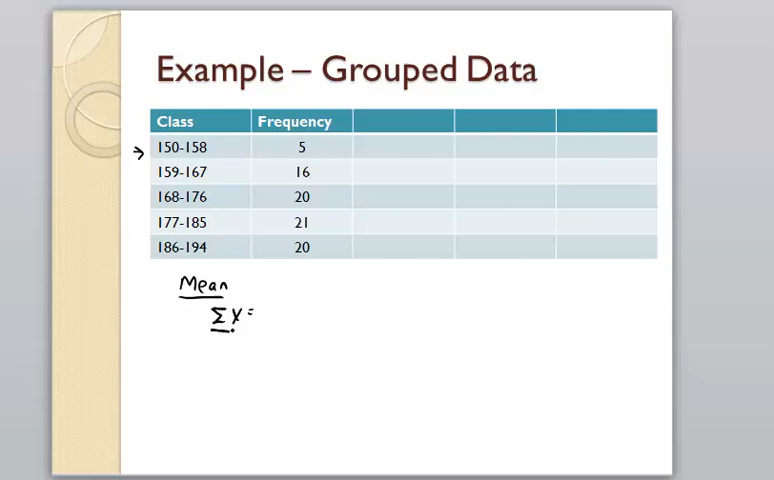 Example – Grouped Data
Class Frequency
150-158 5
159-167 16
168-176 20
177-185 21
186-194 20
Mean
Σx =